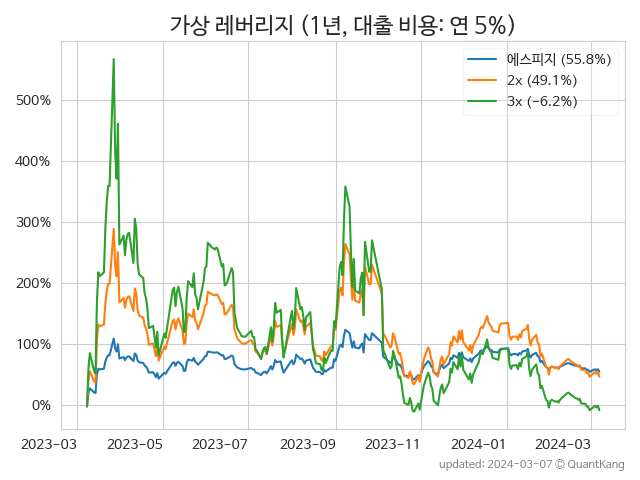 가상 레버리지 (1년, 대출 비용: 연 5%)
에스피지 (55.8%)
2x (49.1%)
3x (-6.2%)
500%
400%
300%
200%
100%
0%
2023-03 2023-05 2023-07 2023-09 2023-11 2024-01 2024-03
updated: 2024-03-07 © QuantKang